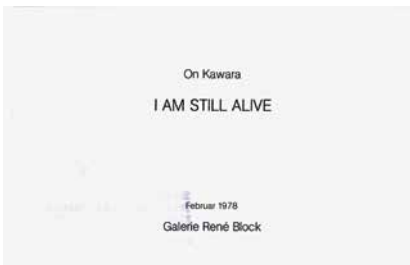 On Kawara
I AM STILL ALIVE
Februar 1978
Galerie René Block